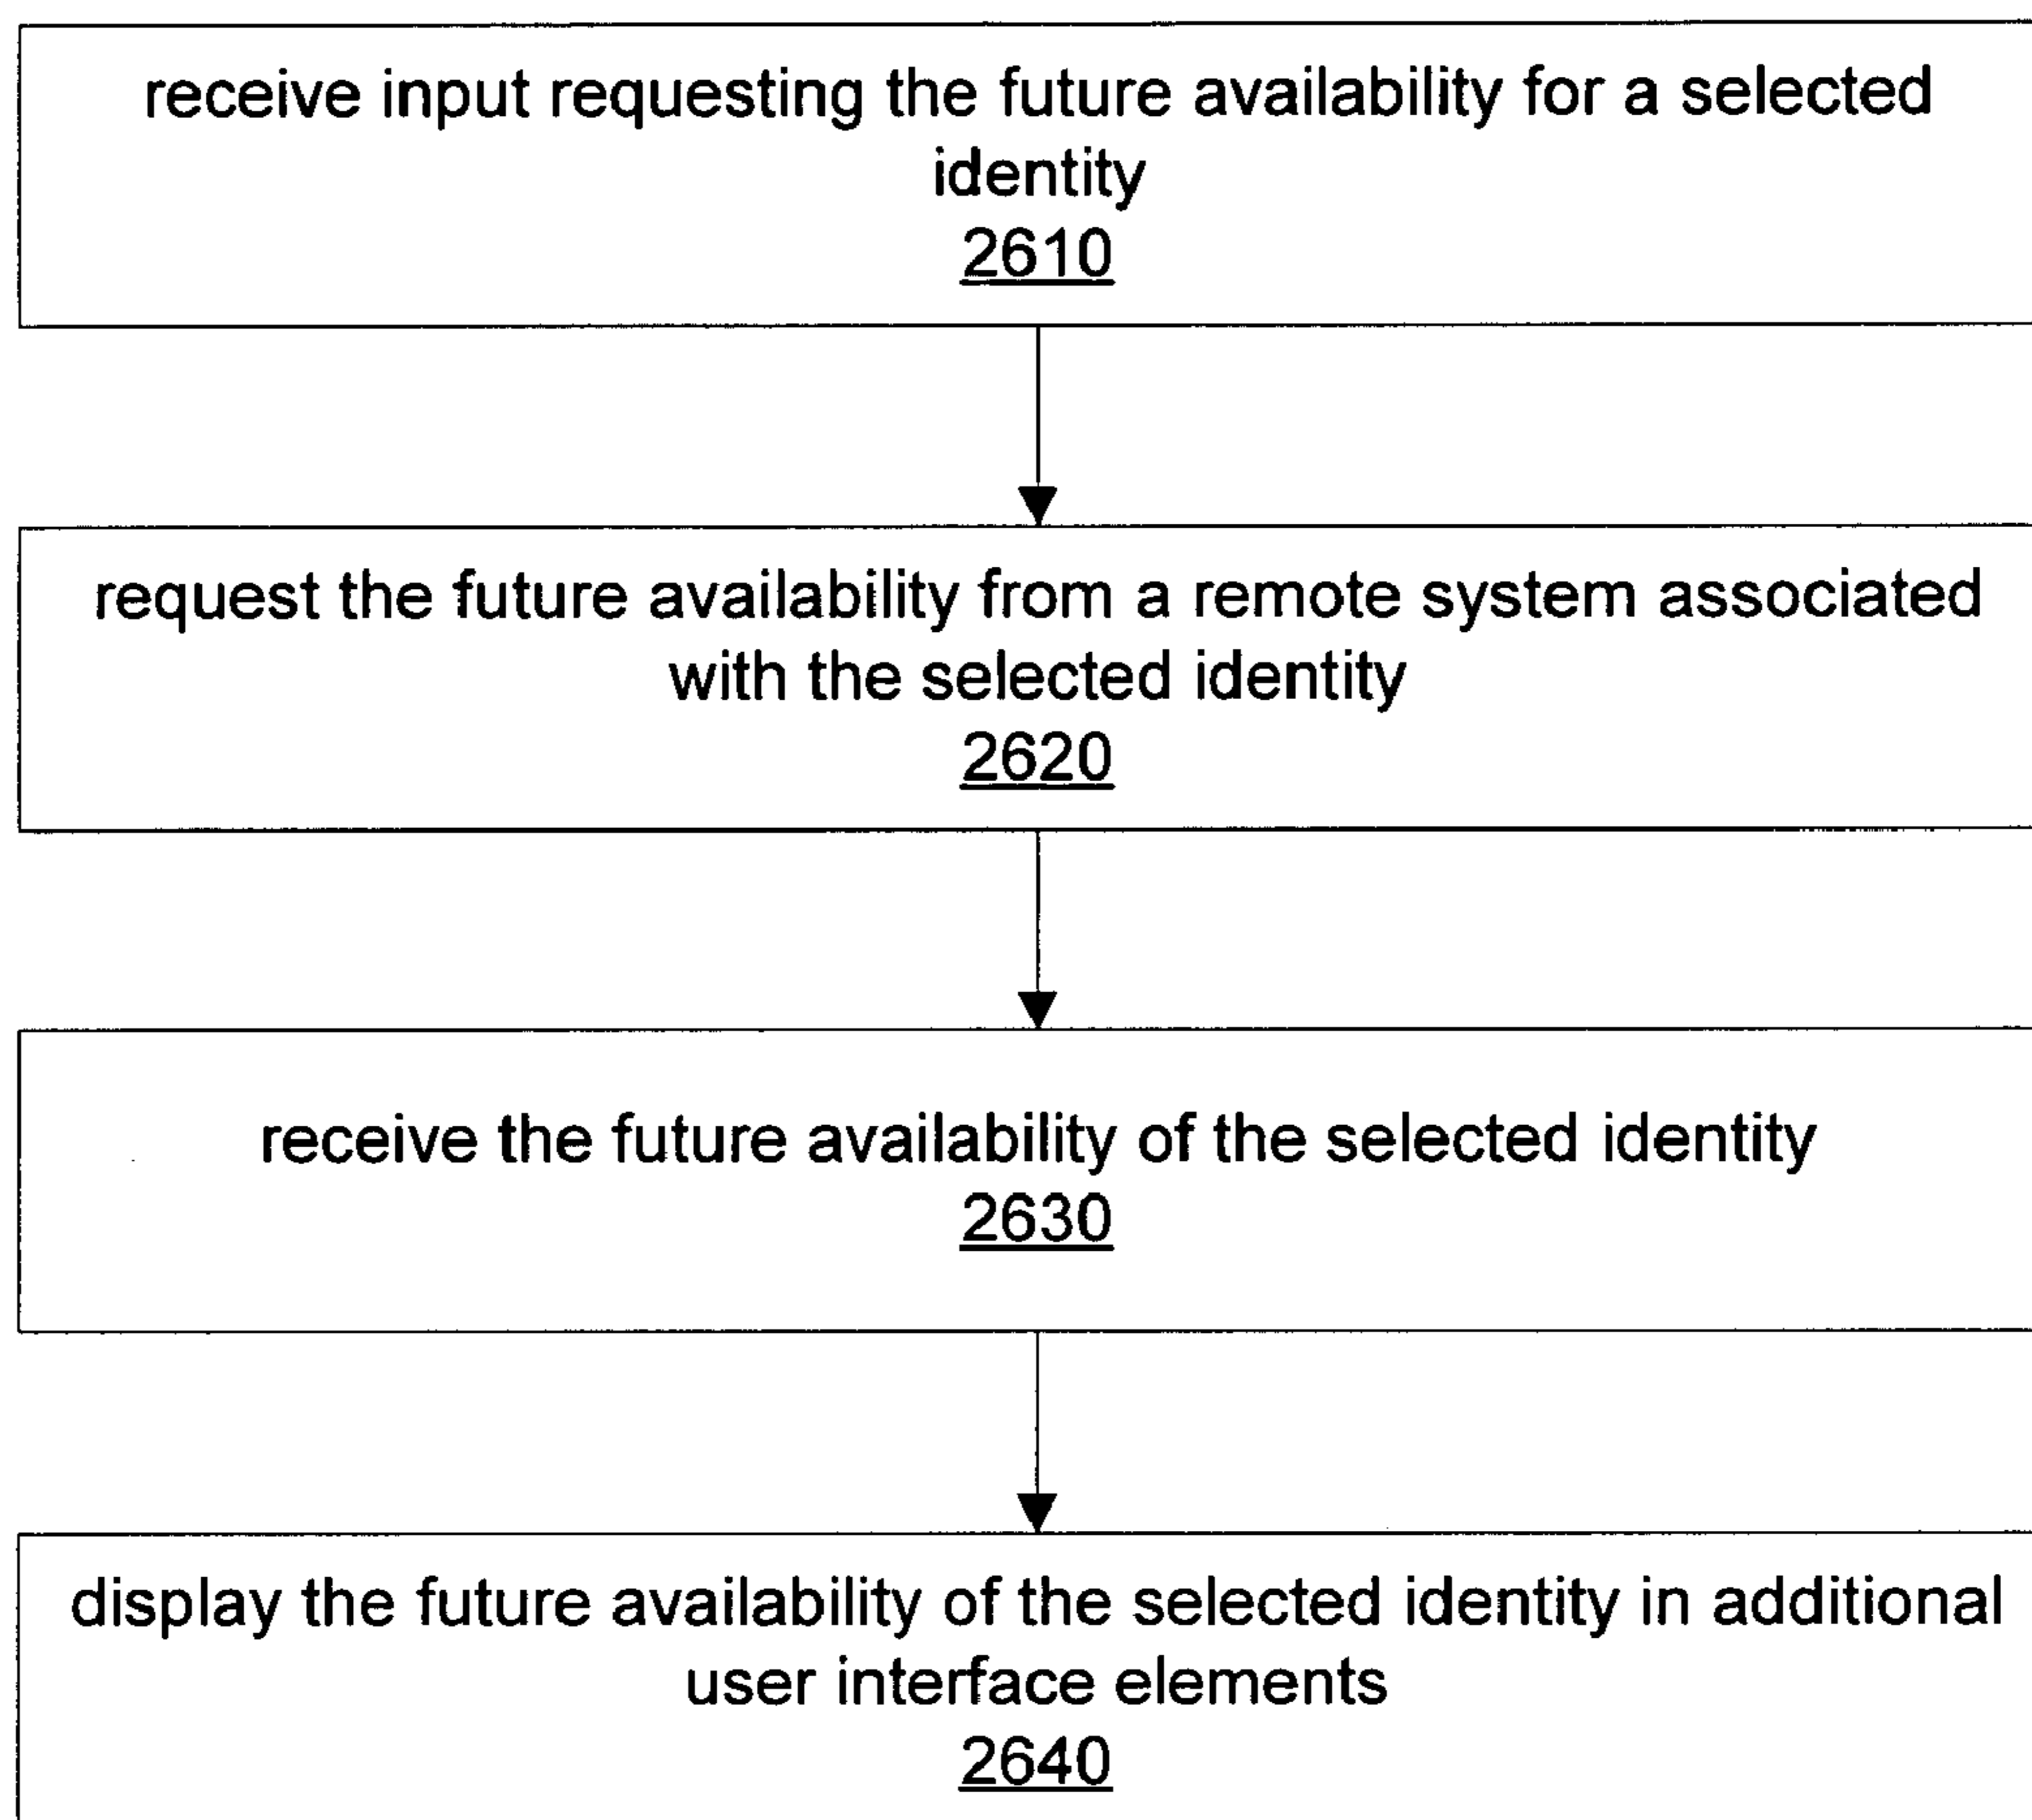 receive input requesting the future availability for a selected
identity
2610
request the future availability from a remote system associated
with the selected identity
2620
receive the future availability of the selected identity
2630
display the future availability of the selected identity in additional
user interface elements
2640